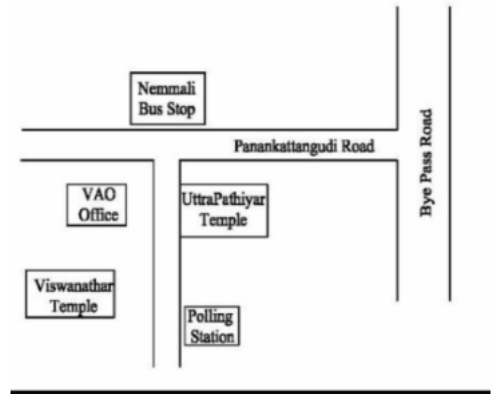 Nemmali
Bus Stop
Panankattangudi Road
Bye Pass Road
VAO
Office
UttraPathiyar
Temple
Viswanathar
Temple
Polling
Station